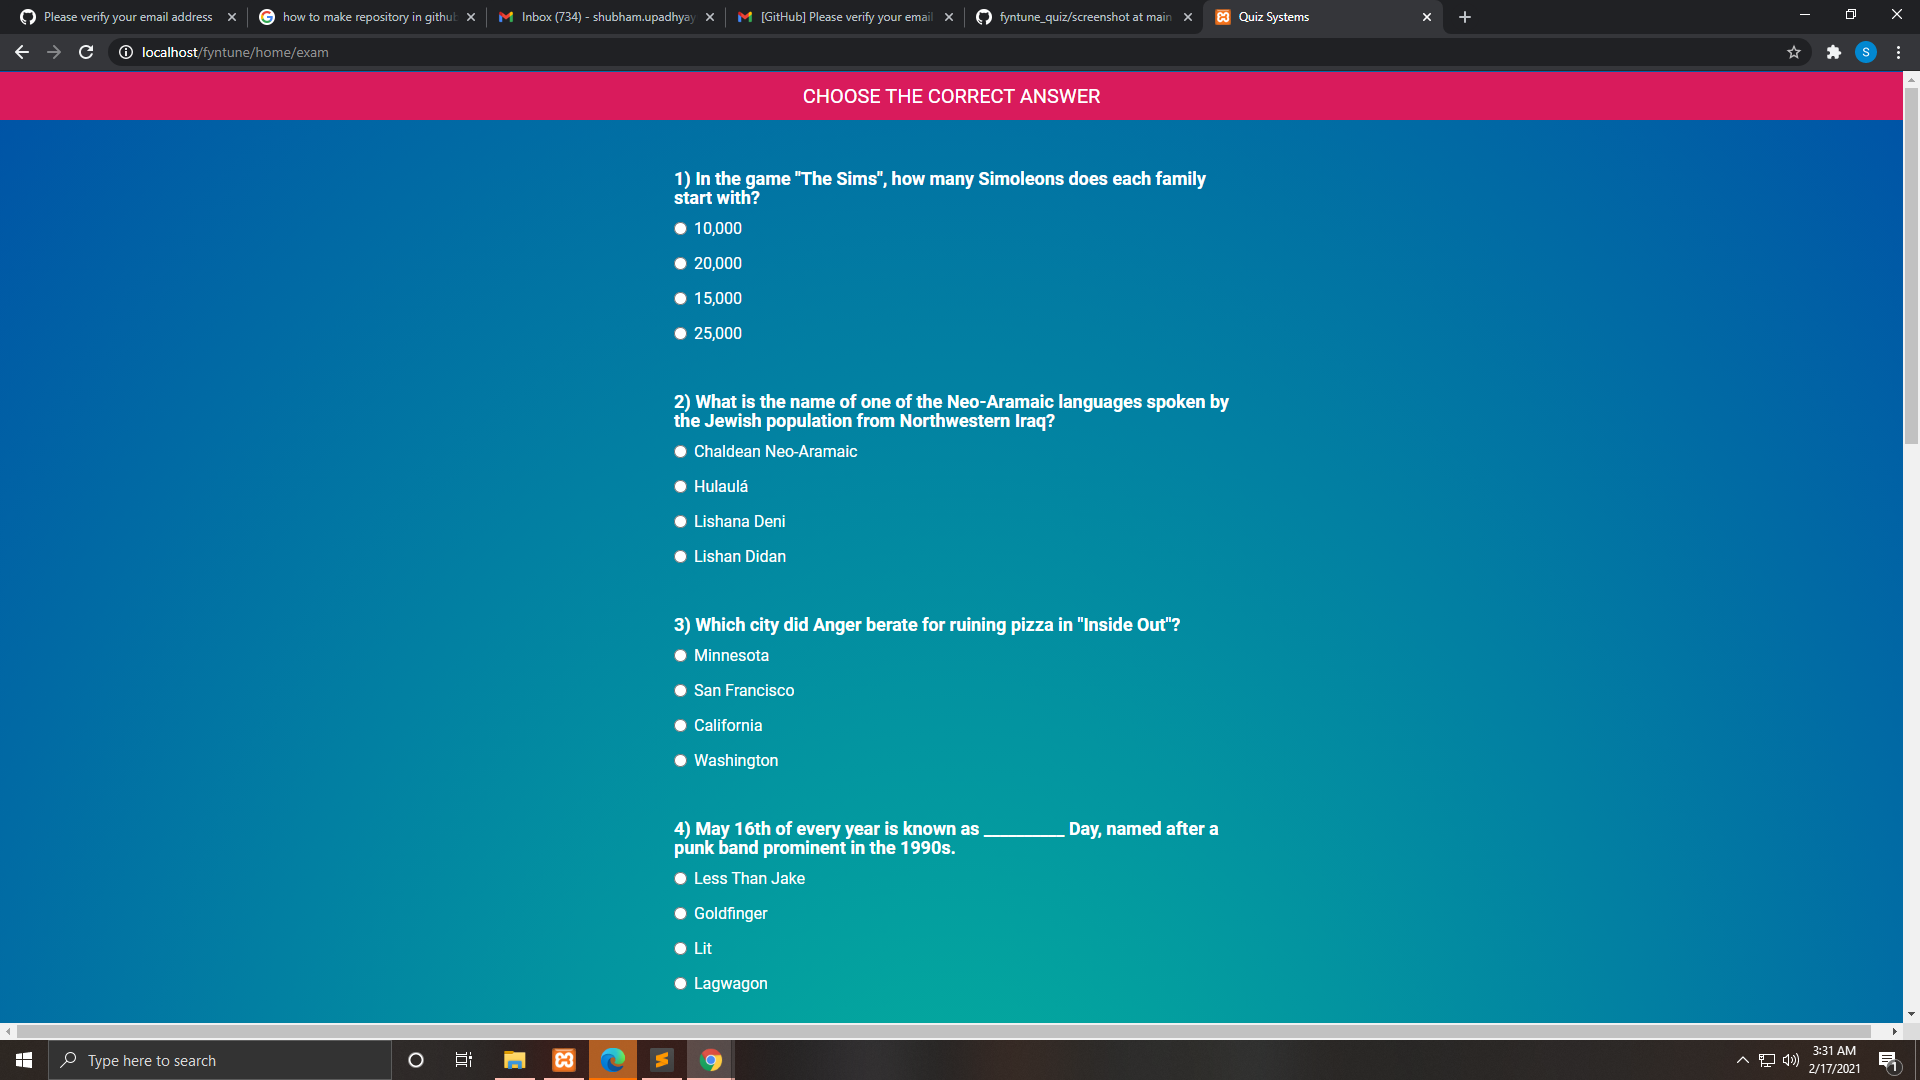 Please verify your email address
how to make repository in github
Inbox (734) - shubham.upadhyay
[GitHub] Please verify your email
fyntune_quiz/screenshot at main
Quiz Systems
localhost/fyntune/home/exam
S
CHOOSE THE CORRECT ANSWER
1) In the game "The Sims", how many Simoleons does each family
start with?
10,000
20,000
15,000
25,000
2) What is the name of one of the Neo-Aramaic languages spoken by
the Jewish population from Northwestern Iraq?
Chaldean Neo-Aramaic
Hulaulá
Lishana Deni
Lishan Didan
3) Which city did Anger berate for ruining pizza in "Inside Out"?
Minnesota
San Francisco
California
Washington
4) May 16th of every year is known as __________ Day, named after a
punk band prominent in the 1990s.
Less Than Jake
Goldfinger
Lit
Lagwagon
Type here to search
3:31 AM
2/17/2021
1